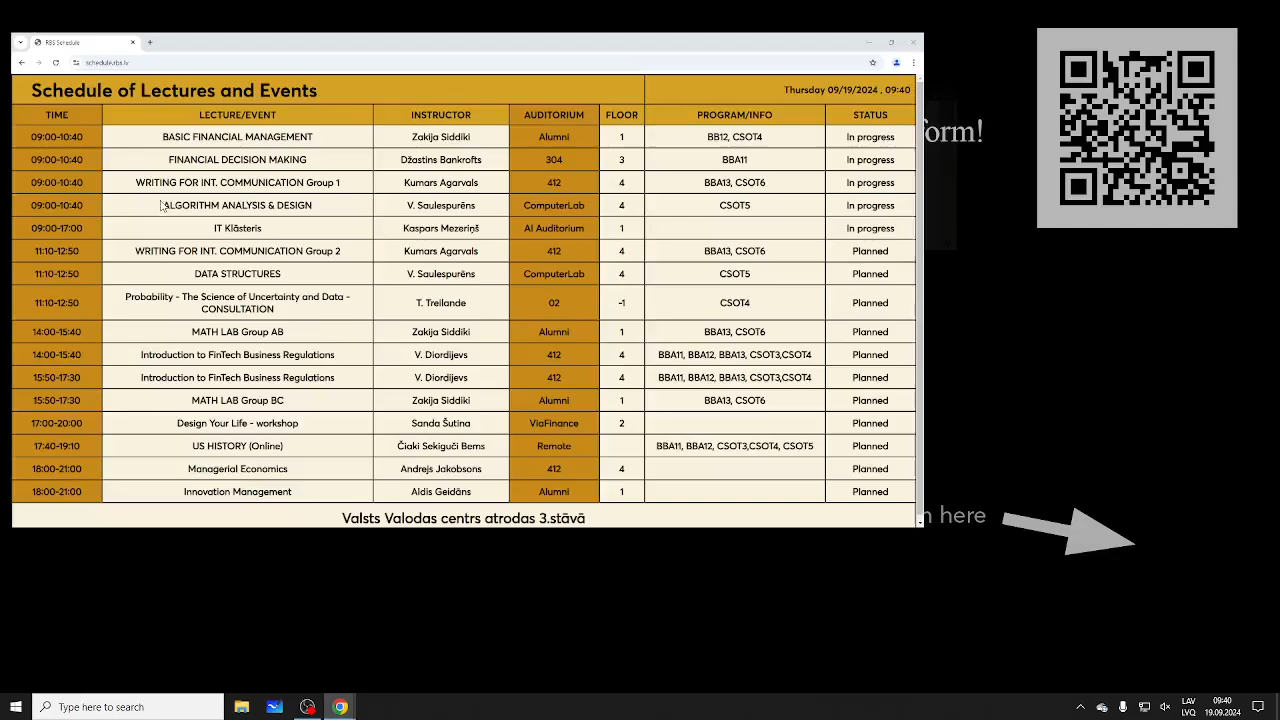 RBS Schedule
schedule.rbs.lv
Schedule of Lectures and Events
Thursday 09/19/2024 , 09:40
TIME LECTURE/EVENT INSTRUCTOR AUDITORIUM FLOOR PROGRAM/INFO STATUS
09:00-10:40 BASIC FINANCIAL MANAGEMENT Zakija Siddiki Alumni 1 BB12, CSOT4 In progress
09:00-10:40 FINANCIAL DECISION MAKING Džastins Bankrofts 304 3 BBA11 In progress
09:00-10:40 WRITING FOR INT. COMMUNICATION Group 1 Kumars Agarvals 412 4 BBA13, CSOT6 In progress
09:00-10:40 ALGORITHM ANALYSIS & DESIGN V. Saulespurēns ComputerLab 4 CSOT5 In progress
09:00-17:00 IT Klāsteris Kaspars Mezeriņš AI Auditorium 1 In progress
11:10-12:50 WRITING FOR INT. COMMUNICATION Group 2 Kumars Agarvals 412 4 BBA13, CSOT6 Planned
11:10-12:50 DATA STRUCTURES V. Saulespurēns ComputerLab 4 CSOT5 Planned
11:10-12:50 Probability - The Science of Uncertainty and Data -
CONSULTATION T. Treilande 02 -1 CSOT4 Planned
14:00-15:40 MATH LAB Group AB Zakija Siddiki Alumni 1 BBA13, CSOT6 Planned
14:00-15:40 Introduction to FinTech Business Regulations V. Diordijevs 412 4 BBA11, BBA12, BBA13, CSOT3,CSOT4 Planned
15:50-17:30 Introduction to FinTech Business Regulations V. Diordijevs 412 4 BBA11, BBA12, BBA13, CSOT3,CSOT4 Planned
15:50-17:30 MATH LAB Group BC Zakija Siddiki Alumni 1 BBA13, CSOT6 Planned
17:00-20:00 Design Your Life - workshop Sanda Šutina ViaFinance 2 Planned
17:40-19:10 US HISTORY (Online) Čiaki Sekiguči Bems Remote BBA11, BBA12, CSOT3,CSOT4, CSOT5 Planned
18:00-21:00 Managerial Economics Andrejs Jakobsons 412 4 Planned
18:00-21:00 Innovation Management Aldis Geidāns Alumni 1 Planned
Valsts Valodas centrs atrodas 3.stāvā
form!
here
Type here to search
LAV
LVQ
09:40
19.09.2024